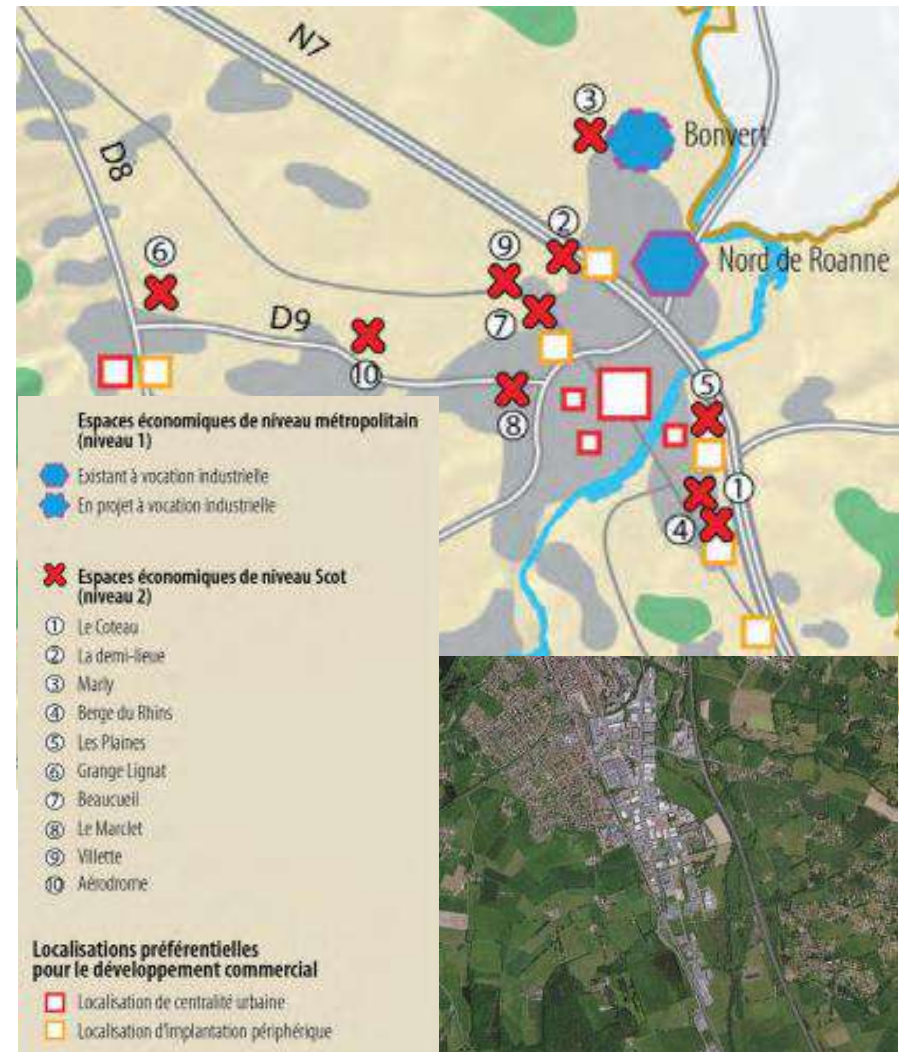 N7
③
Bonvert
D8
②
⑥
⑨
Nord de Roanne
D9
⑦
⑩
⑤
⑧
①
④
Espaces économiques de niveau métropolitain
(niveau 1)
Existant à vocation industrielle
En projet à vocation industrielle
Espaces économiques de niveau Scot
(niveau 2)
① Le Coteau
② La demi-lieue
③ Marly
④ Berge du Rhins
⑤ Les Plaines
⑥ Grange Lignat
⑦ Beaucueil
⑧ Le Marclet
⑨ Villette
⑩ Aérodrome
Localisations préférentielles
pour le développement commercial
Localisation de centralité urbaine
Localisation d'implantation périphérique